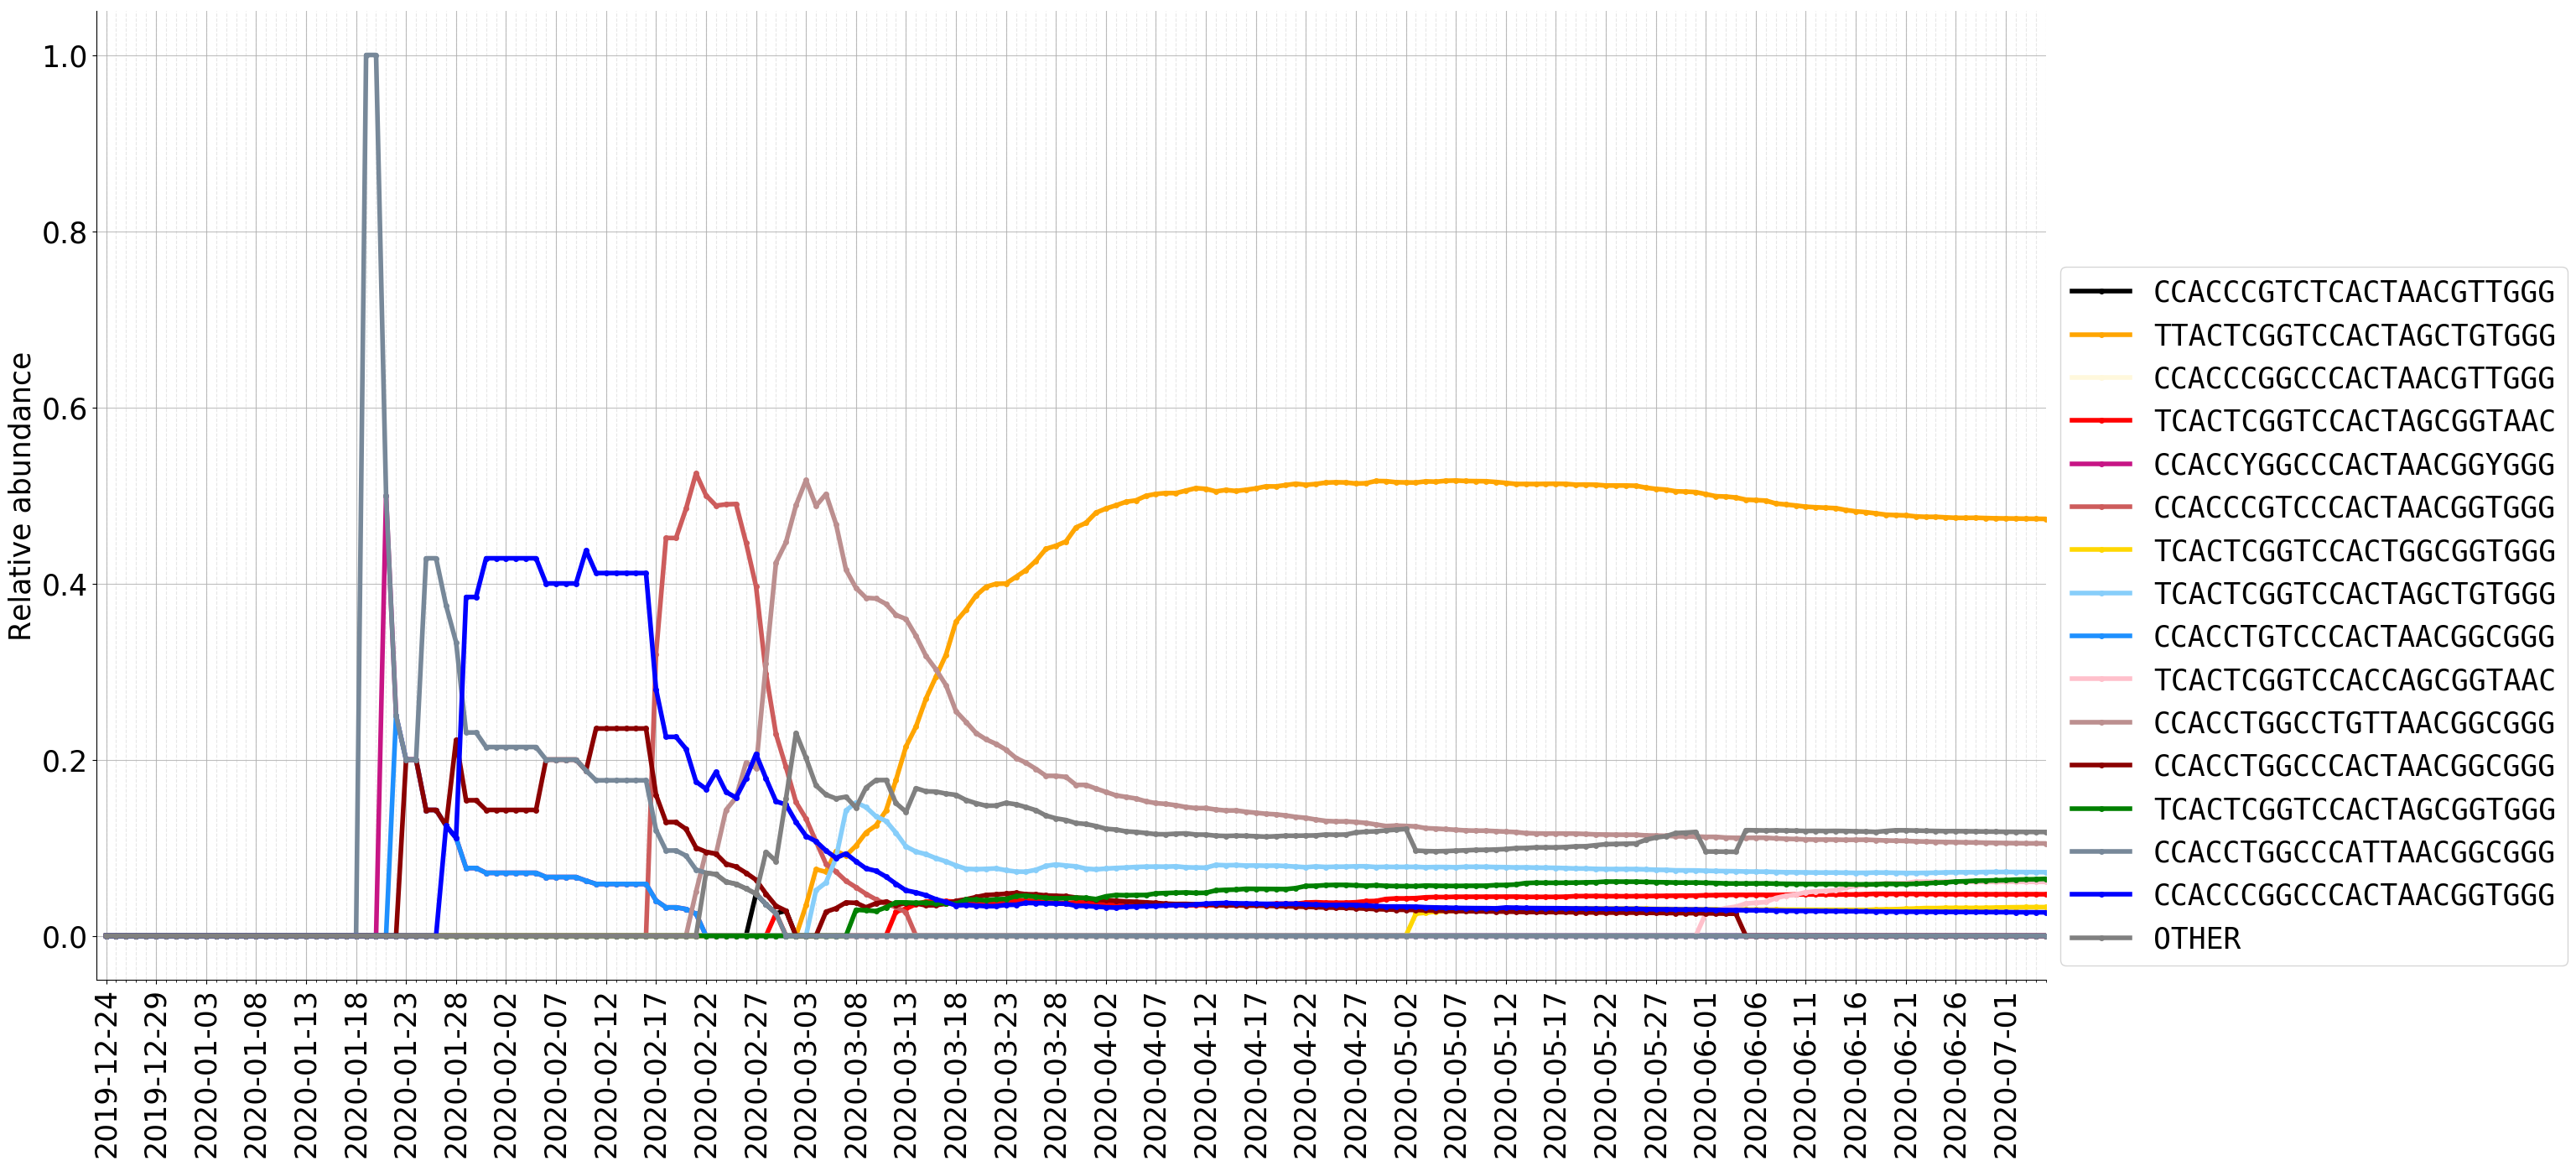 1.0
0.8
0.6
0.4
0.2
0.0
Relative abundance
2019-12-24
2019-12-29
2020-01-03
2020-01-08
2020-01-13
2020-01-18
2020-01-23
2020-01-28
2020-02-02
2020-02-07
2020-02-12
2020-02-17
2020-02-22
2020-02-27
2020-03-03
2020-03-08
2020-03-13
2020-03-18
2020-03-23
2020-03-28
2020-04-02
2020-04-07
2020-04-12
2020-04-17
2020-04-22
2020-04-27
2020-05-02
2020-05-07
2020-05-12
2020-05-17
2020-05-22
2020-05-27
2020-06-01
2020-06-06
2020-06-11
2020-06-16
2020-06-21
2020-06-26
2020-07-01
CCACCCGTCTCACTAACGTTGGG
TTACTCGGTCCACTAGCTGTGGG
CCACCCGGCCCACTAACGTTGGG
TCACTCGGTCCACTAGCGGTAAC
CCACCYGGCCCACTAACGGYGGG
CCACCCGTCCCACTAACGGTGGG
TCACTCGGTCCACTGGCGGTGGG
TCACTCGGTCCACTAGCTGTGGG
CCACCTGTCCCACTAACGGCGGG
TCACTCGGTCCACCAGCGGTAAC
CCACCTGGCCTGTTAACGGCGGG
CCACCTGGCCCACTAACGGCGGG
TCACTCGGTCCACTAGCGGTGGG
CCACCTGGCCCATTAACGGCGGG
CCACCCGGCCCACTAACGGTGGG
OTHER